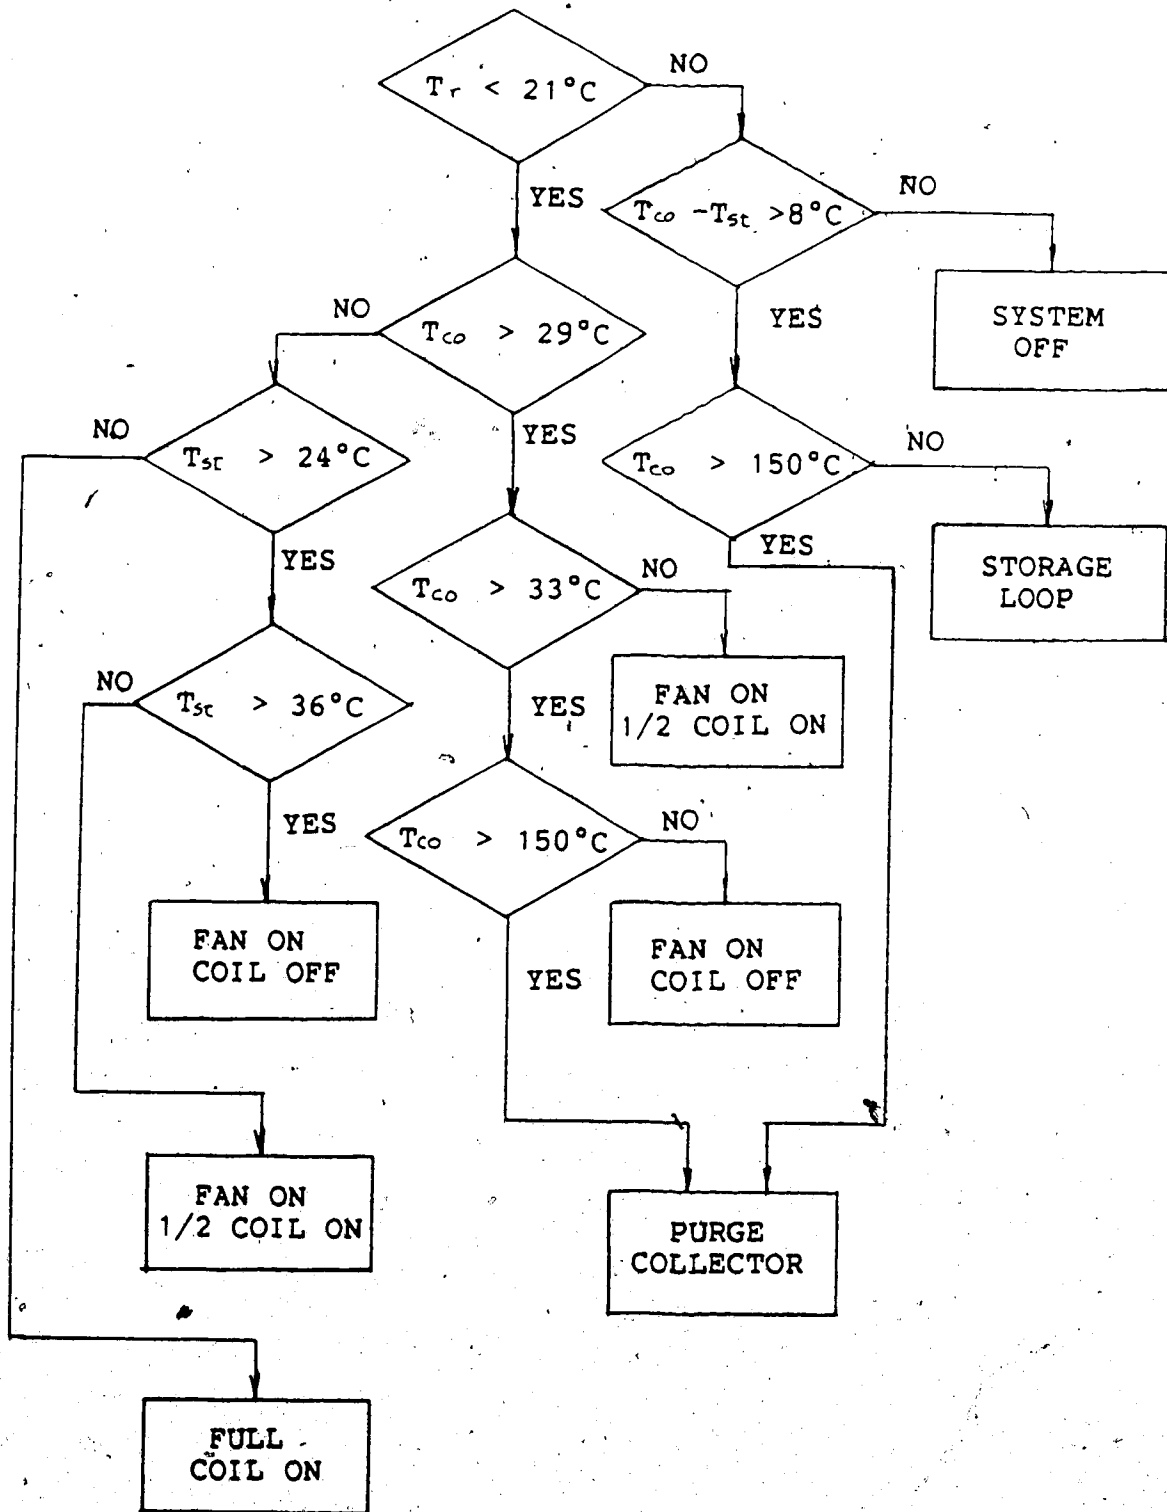 Tr < 21°C
NO
YES
Tco -Tst >8°C
NO
YES
SYSTEM
OFF
Tco > 29°C
NO
YES
Tst > 24°C
NO
YES
Tco > 150°C
NO
YES
STORAGE
LOOP
Tco > 33°C
NO
YES
FAN ON
1/2 COIL ON
Tst > 36°C
NO
YES
Tco > 150°C
NO
YES
FAN ON
COIL OFF
FAN ON
COIL OFF
FAN ON
1/2 COIL ON
PURGE
COLLECTOR
FULL
COIL ON